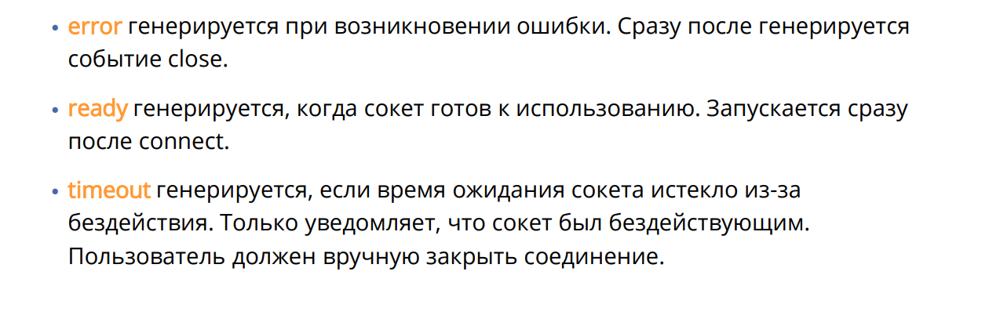 • error генерируется при возникновении ошибки. Сразу после генерируется
событие close.
• ready генерируется, когда сокет готов к использованию. Запускается сразу
после connect.
• timeout генерируется, если время ожидания сокета истекло из-за
бездействия. Только уведомляет, что сокет был бездействующим.
Пользователь должен вручную закрыть соединение.